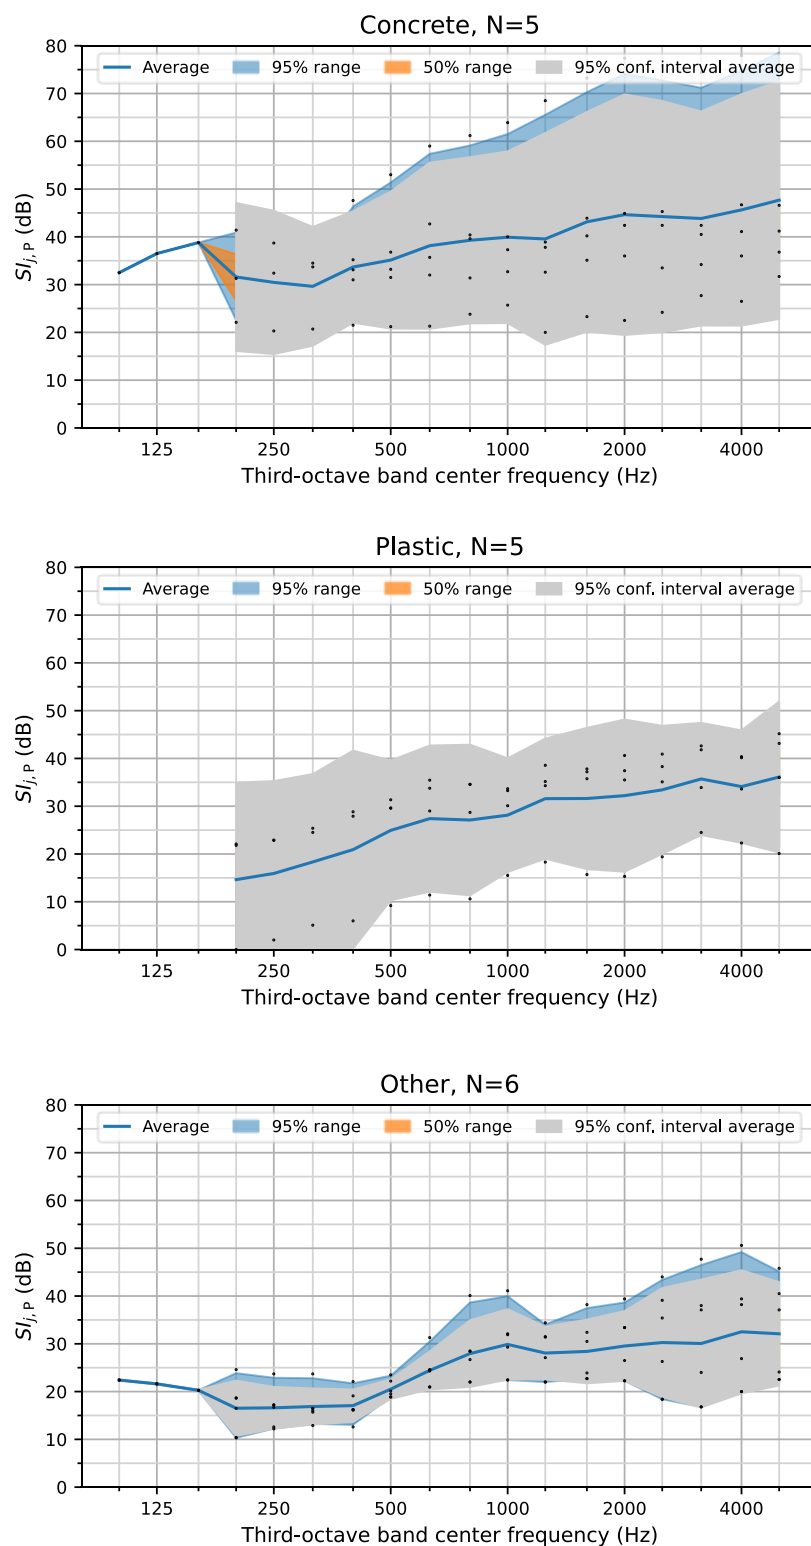 Concrete, N=5
Average 95% range 50% range 95% conf. interval average
80
70
60
50
40
30
20
10
0
SI_{j,P} (dB)
125 250 500 1000 2000 4000
Third-octave band center frequency (Hz)
Plastic, N=5
Average 95% range 50% range 95% conf. interval average
80
70
60
50
40
30
20
10
0
SI_{j,P} (dB)
125 250 500 1000 2000 4000
Third-octave band center frequency (Hz)
Other, N=6
Average 95% range 50% range 95% conf. interval average
80
70
60
50
40
30
20
10
0
SI_{j,P} (dB)
125 250 500 1000 2000 4000
Third-octave band center frequency (Hz)